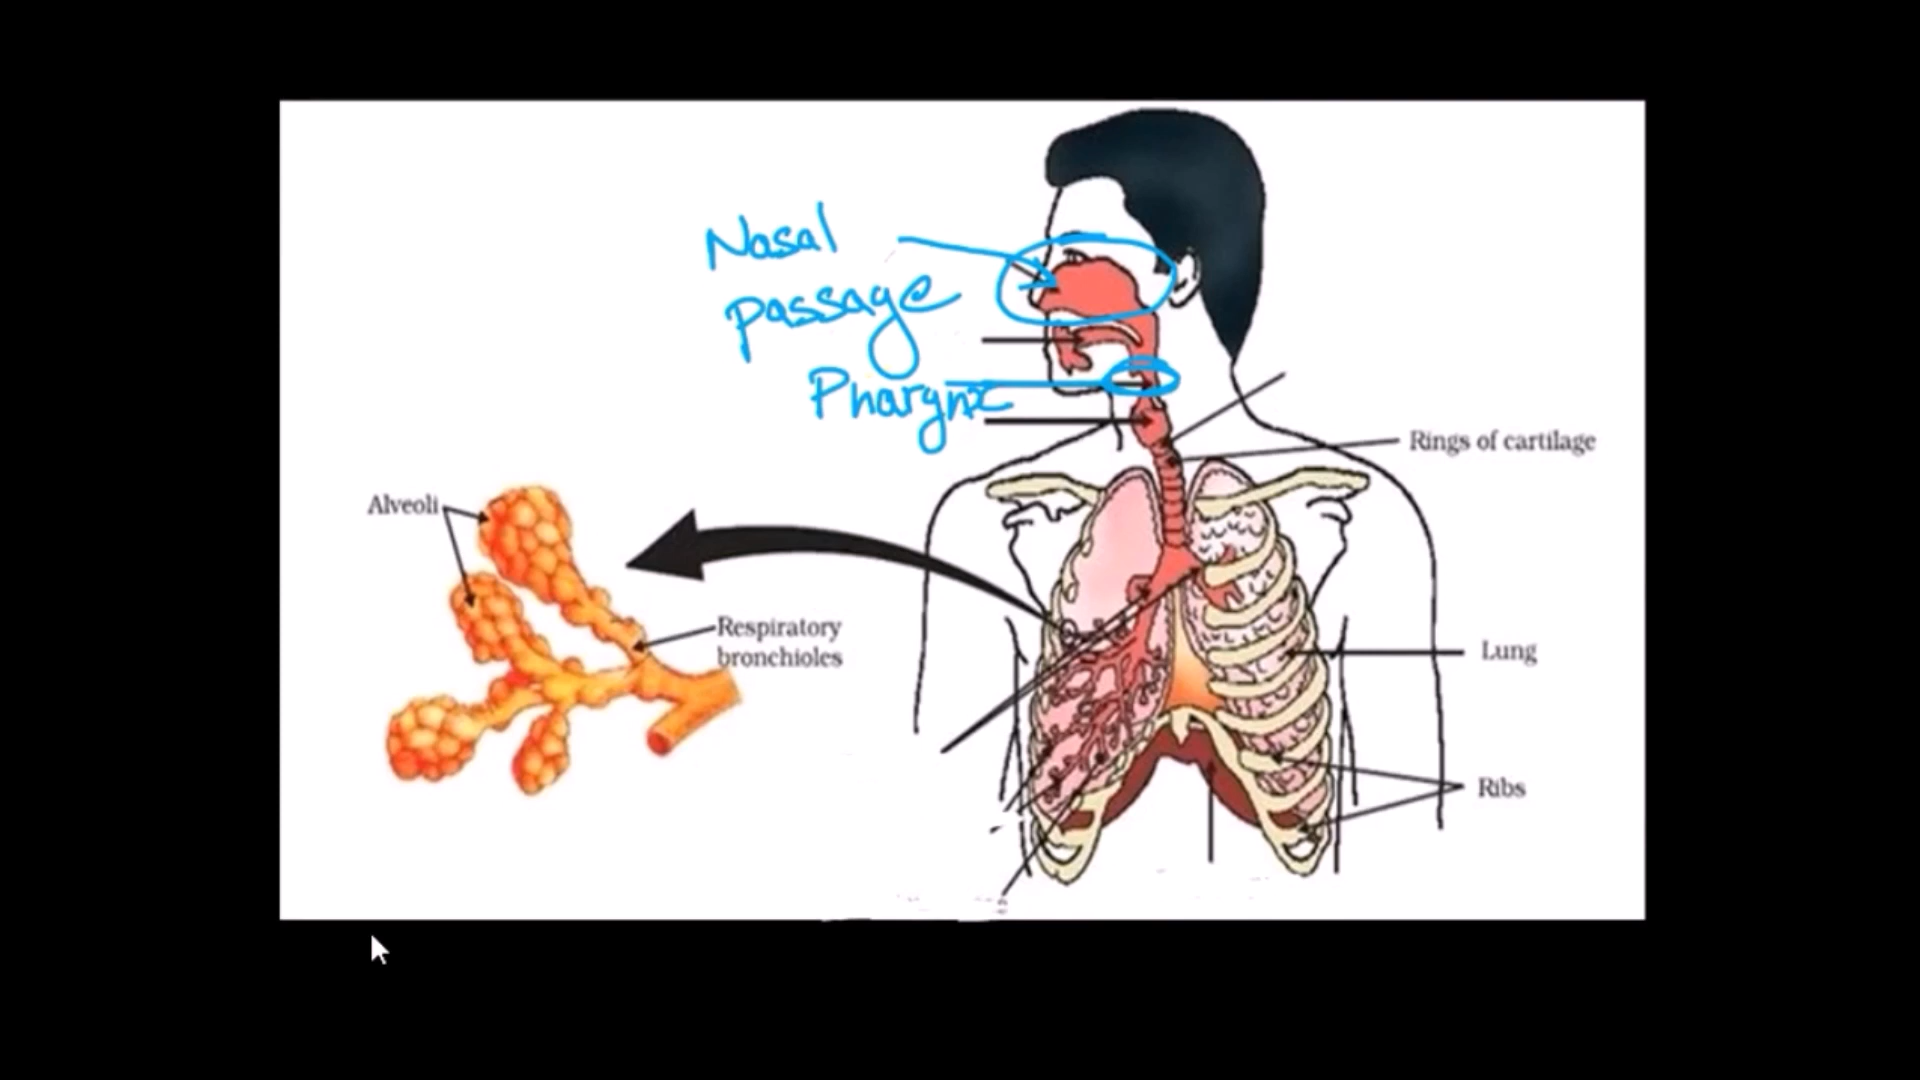 Nasal
passage
Pharynx
Rings of cartilage
Alveoli
Respiratory
bronchioles
Lung
Ribs